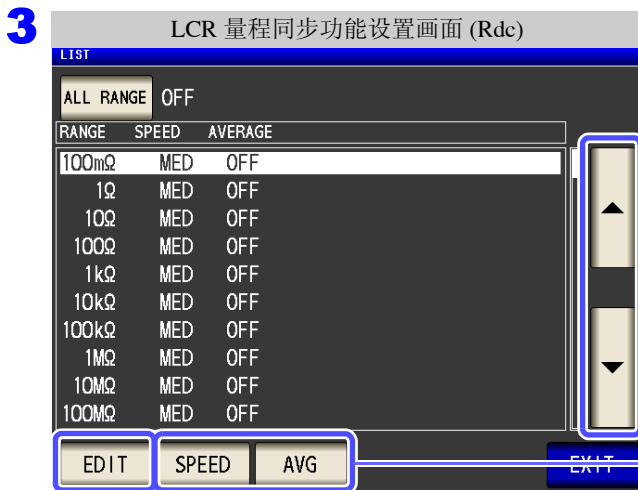 3
LCR 量程同步功能设置画面 (Rdc)
LIST
ALL RANGE OFF
RANGE SPEED AVERAGE
100mΩ MED OFF
1Ω MED OFF
10Ω MED OFF
100Ω MED OFF
1kΩ MED OFF
10kΩ MED OFF
100kΩ MED OFF
1MΩ MED OFF
10MΩ MED OFF
100MΩ MED OFF
EDIT SPEED AVG EXIT